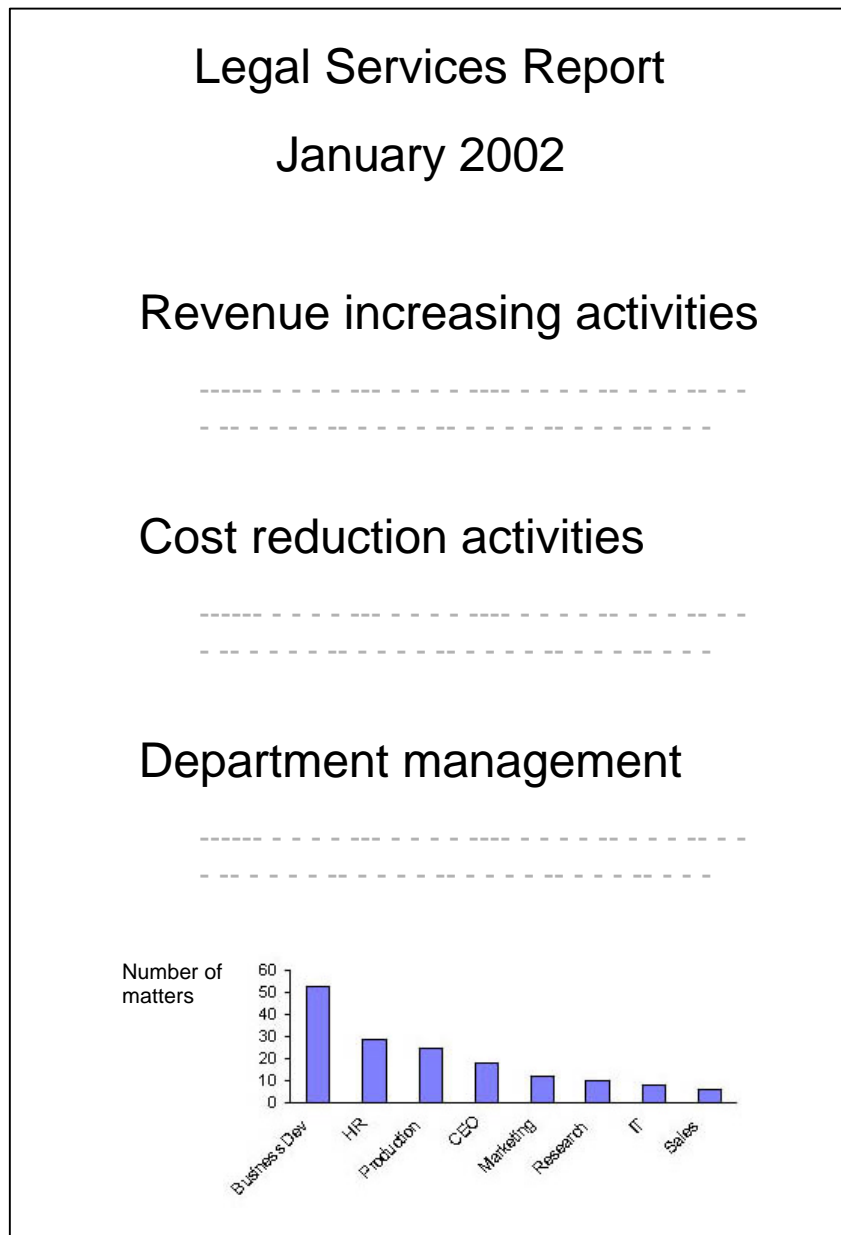 Legal Services Report
January 2002
Revenue increasing activities
------ - - - - --- - - - - ---- - - - - -- - - - -- - -
- -- - - - - -- - - - - -- - - - - -- - - - -- - - -
Cost reduction activities
------ - - - - --- - - - - ---- - - - - -- - - - -- - -
- -- - - - - -- - - - - -- - - - - -- - - - -- - - -
Department management
------ - - - - --- - - - - ---- - - - - -- - - - -- - -
- -- - - - - -- - - - - -- - - - - -- - - - -- - - -
Number of
matters
60
50
40
30
20
10
0
Business Dev
HR
Production
CEO
Marketing
Research
IT
Sales